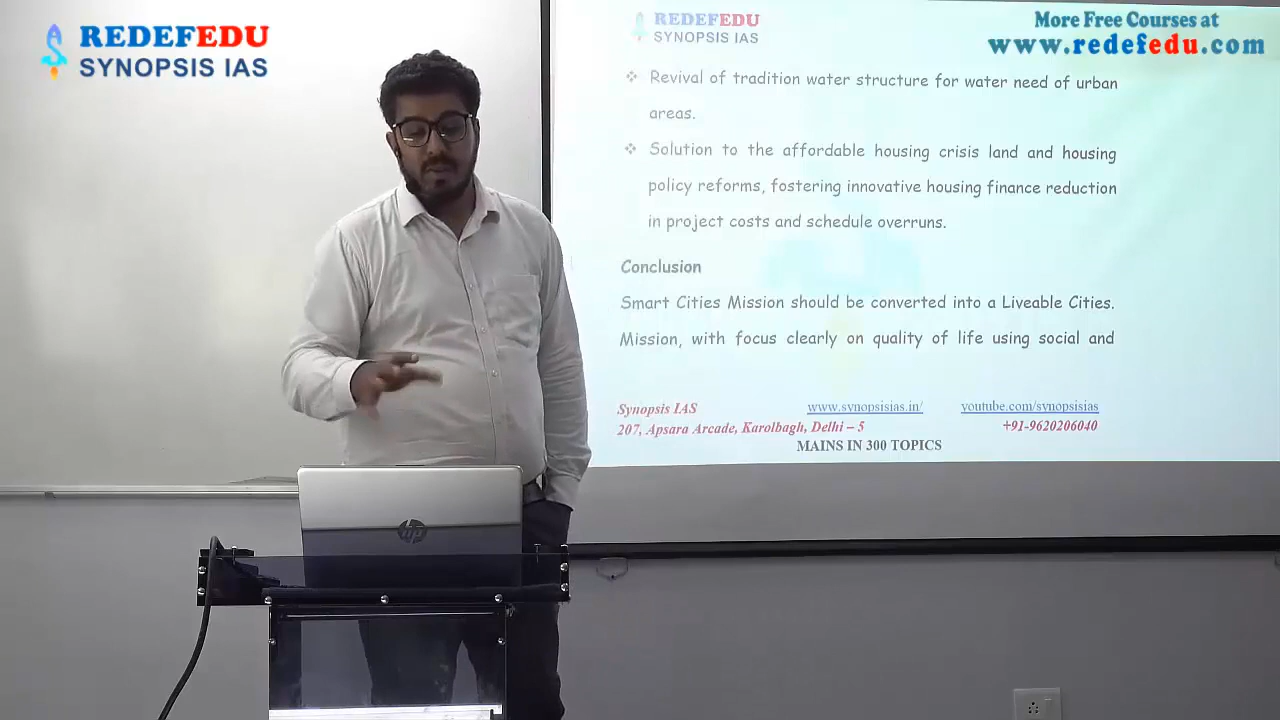 REDEFEDU
SYNOPSIS IAS
More Free Courses at
www.redefedu.com
REDEFEDU
SYNOPSIS IAS
Revival of tradition water structure for water need of urban
areas.
Solution to the affordable housing crisis land and housing
policy reforms, fostering innovative housing finance reduction
in project costs and schedule overruns.
Conclusion
Smart Cities Mission should be converted into a Liveable Cities.
Mission, with focus clearly on quality of life using social and
Synopsis IAS www.synopsisias.in/ youtube.com/synopsisias
207, Apsara Arcade, Karolbagh, Delhi – 5 +91-9620206040
MAINS IN 300 TOPICS
hp